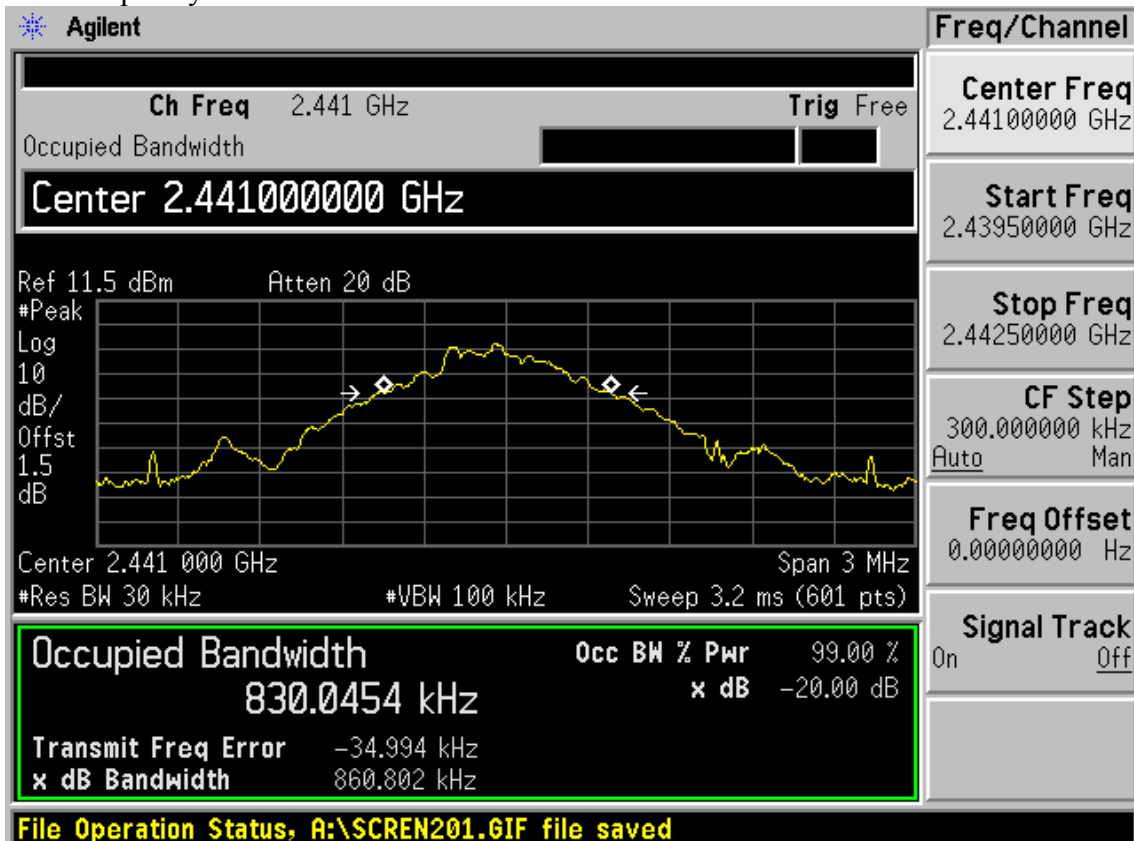 Agilent
Freq/Channel
Ch Freq 2.441 GHz Trig Free
Occupied Bandwidth
Center 2.441000000 GHz
Ref 11.5 dBm Atten 20 dB
#Peak
Log
10
dB/
Offst
1.5
dB
Center 2.441 000 GHz Span 3 MHz
#Res BW 30 kHz #VBW 100 kHz Sweep 3.2 ms (601 pts)
Occupied Bandwidth
830.0454 kHz
Occ BW % Pwr 99.00 %
x dB -20.00 dB
Transmit Freq Error -34.994 kHz
x dB Bandwidth 860.802 kHz
Center Freq
2.44100000 GHz
Start Freq
2.43950000 GHz
Stop Freq
2.44250000 GHz
CF Step
300.000000 kHz
Auto Man
Freq Offset
0.00000000 Hz
Signal Track
On Off
File Operation Status, A:\SCREN201.GIF file saved